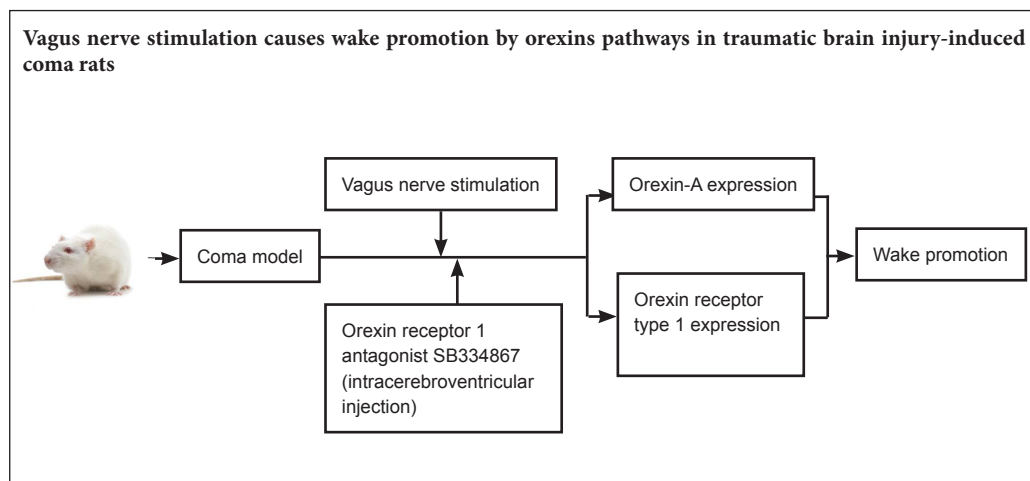 Vagus nerve stimulation causes wake promotion by orexins pathways in traumatic brain injury-induced
coma rats
Vagus nerve stimulation
Orexin-A expression
Coma model
Wake promotion
Orexin receptor 1
antagonist SB334867
(intracerebroventricular
injection)
Orexin receptor
type 1 expression